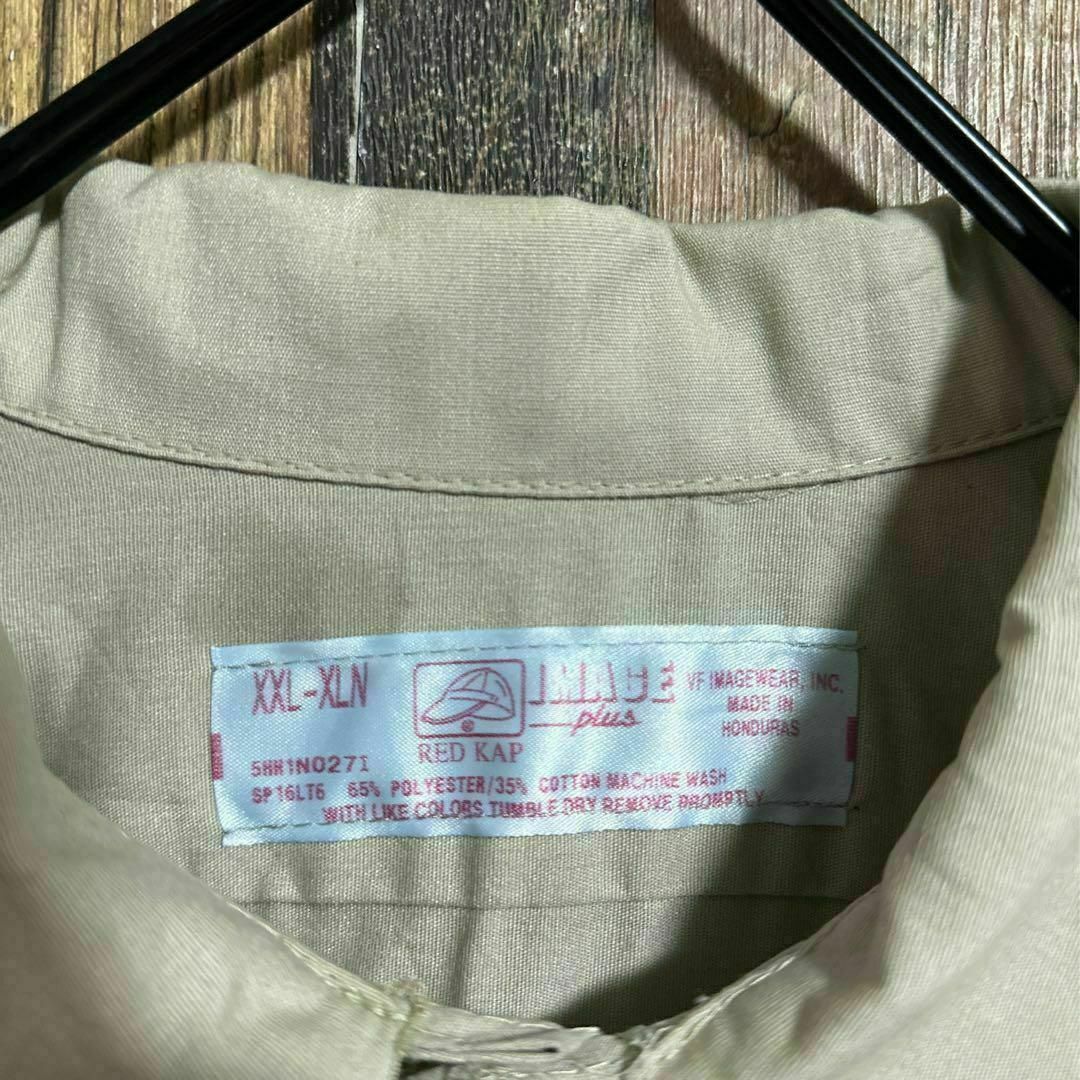 XXL-XLN
RED KAP
IMAGE
plus
VF IMAGEWEAR, INC.
MADE IN
HONDURAS
5HH1N0271
SP16LT6 65% POLYESTER/35% COTTON MACHINE WASH
WITH LIKE COLORS TUMBLE DRY REMOVE PROMPTLY